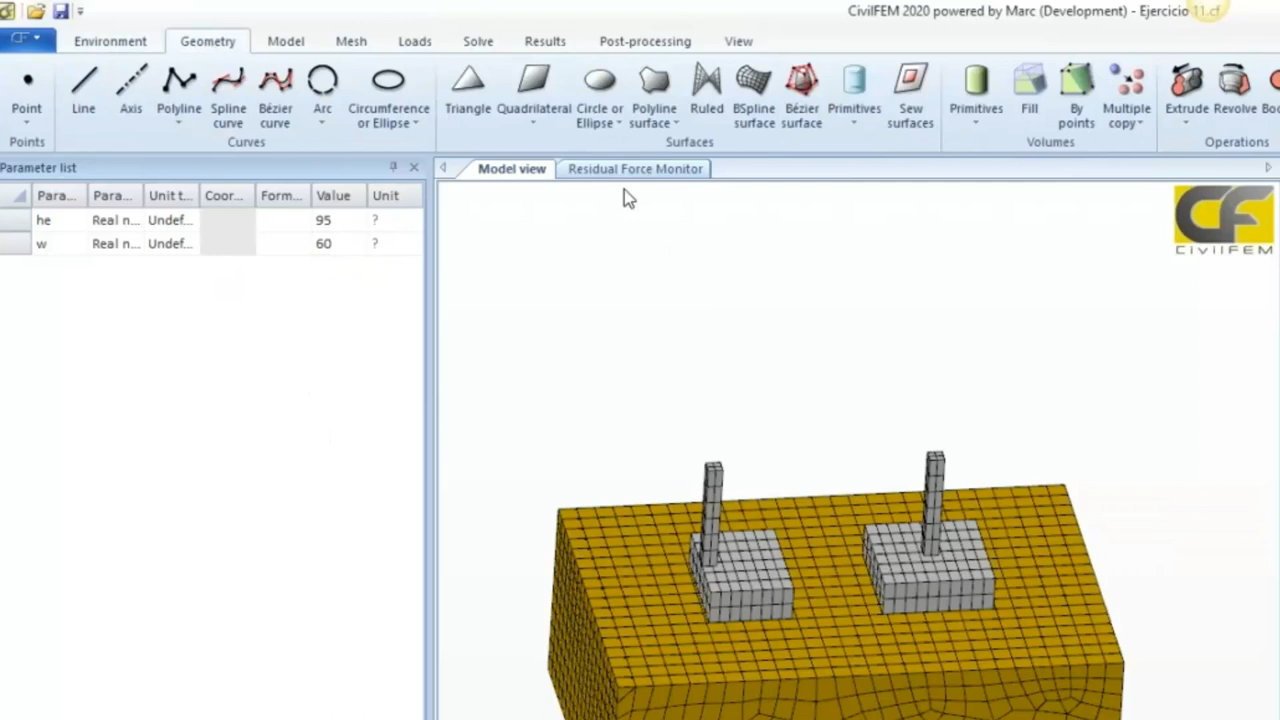 CivilFEM 2020 powered by Marc (Development) - Ejercicio 11.cf
CF
Environment Geometry Model Mesh Loads Solve Results Post-processing View
Point Line Axis Polyline Spline curve Bézier curve Arc Circumference or Ellipse Triangle Quadrilateral Circle or Ellipse Polyline surface Ruled BSpline surface Bézier surface Primitives Sew surfaces Primitives Fill By points Multiple copy Extrude Revolve
Points Curves Surfaces Volumes Operations
Parameter list
Model view Residual Force Monitor
Para... Para... Unit t... Coor... Form... Value Unit
he Real n... Undef... 95 ?
w Real n... Undef... 60 ?
CF
CIVILFEM